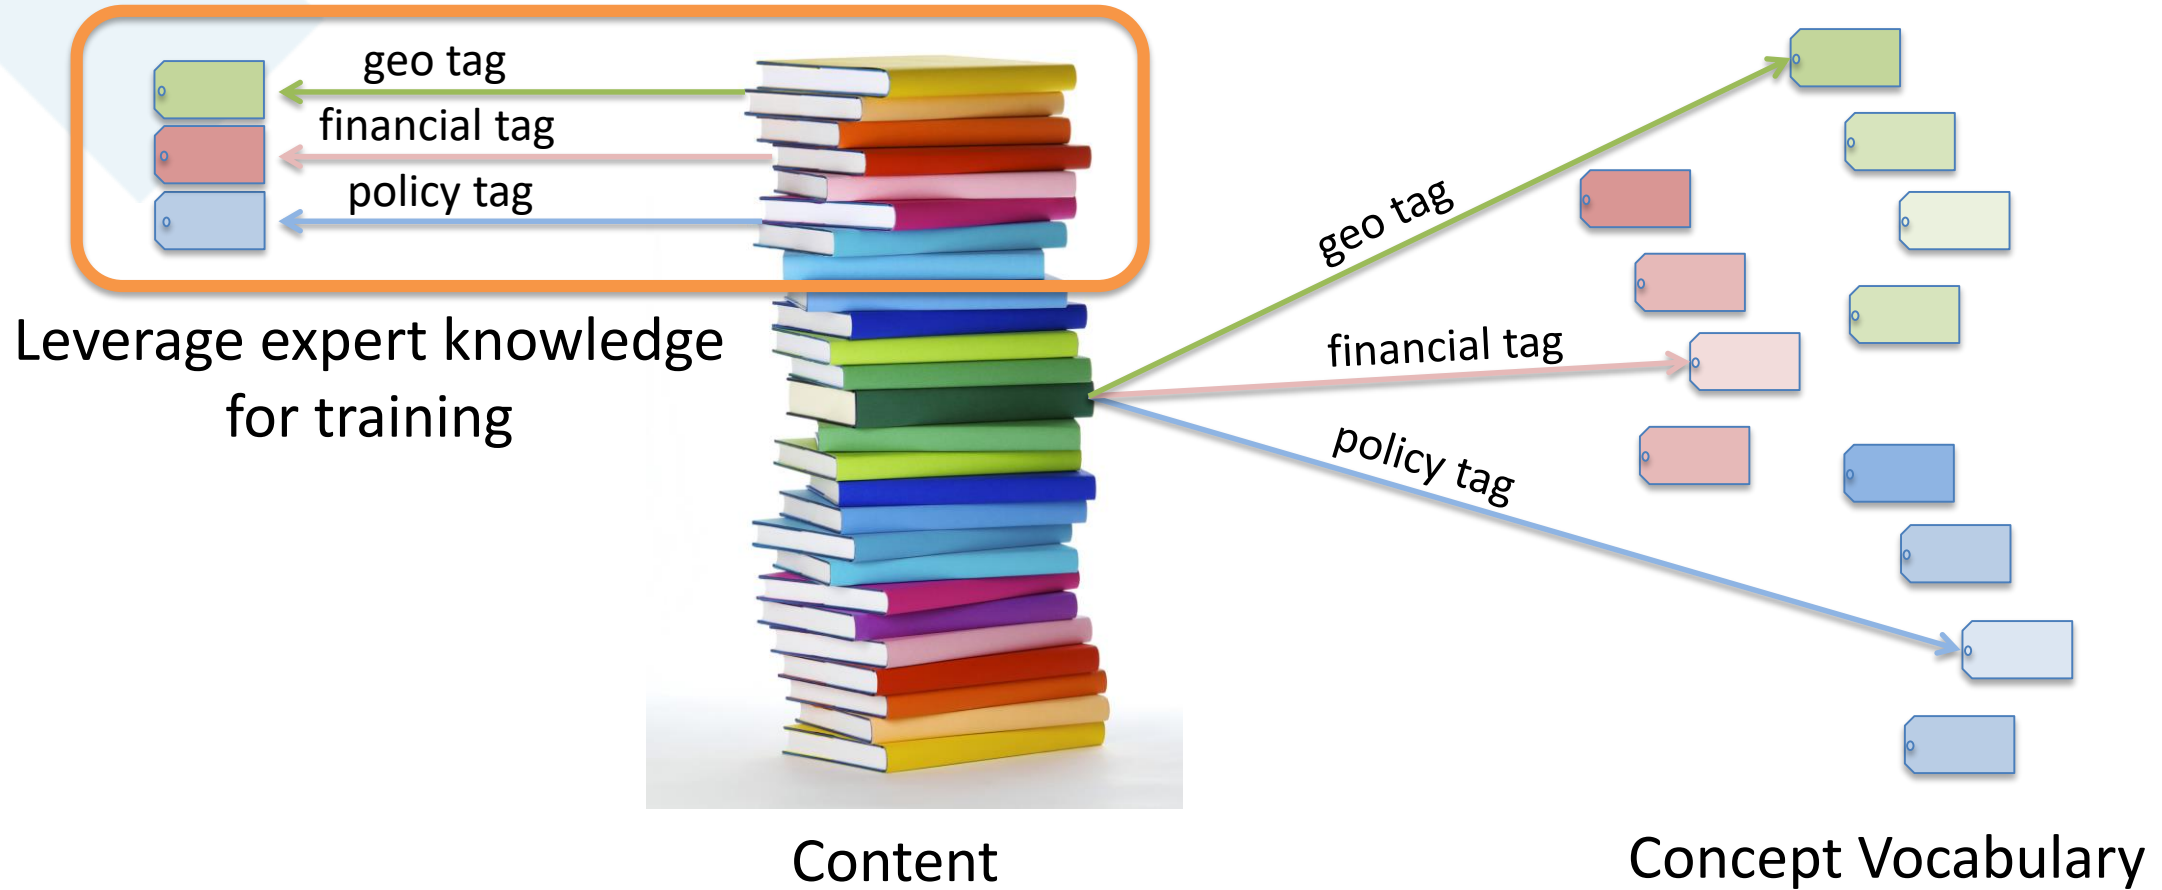 geo tag
financial tag
policy tag
Leverage expert knowledge
for training
geo tag
financial tag
policy tag
Content
Concept Vocabulary